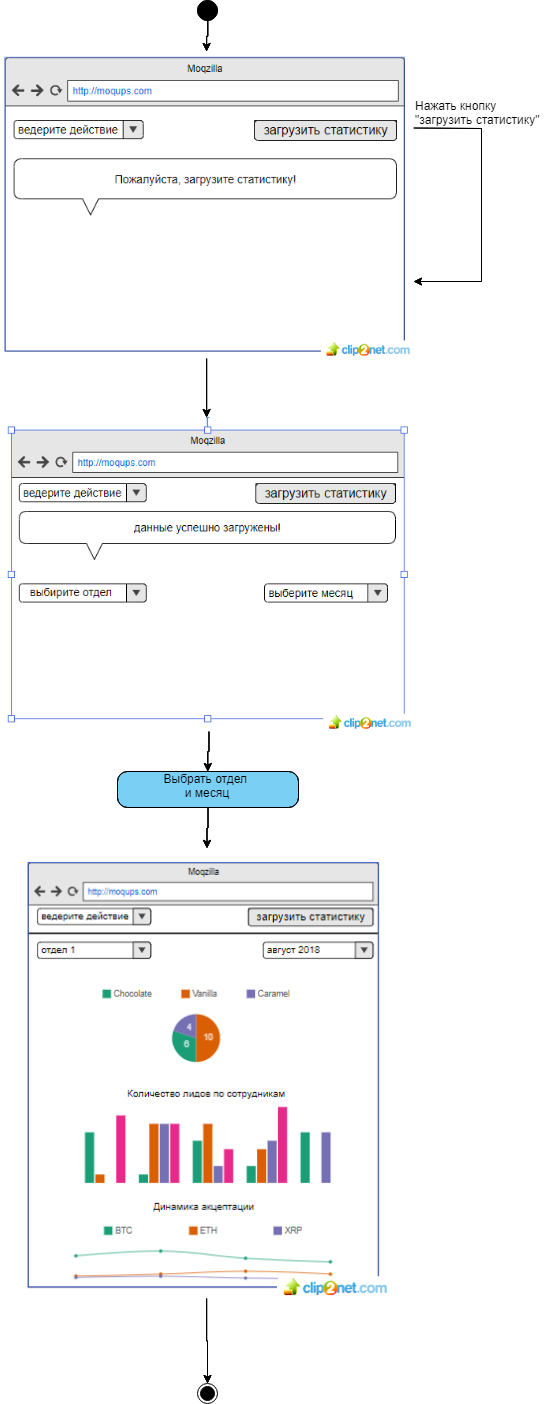 Moqzilla
http://moqups.com
Нажать кнопку
"загрузить статистику"
ведерите действие
загрузить статистику
Пожалуйста, загрузите статистику!
clip2net.com
Moqzilla
http://moqups.com
ведерите действие
загрузить статистику
данные успешно загружены!
выбирите отдел
выберите месяц
clip2net.com
Выбрать отдел
и месяц
Moqzilla
http://moqups.com
ведерите действие
загрузить статистику
отдел 1
август 2018
Chocolate
Vanilla
Caramel
4
10
6
Количество лидов по сотрудникам
Динамика акцептации
BTC
ETH
XRP
clip2net.com